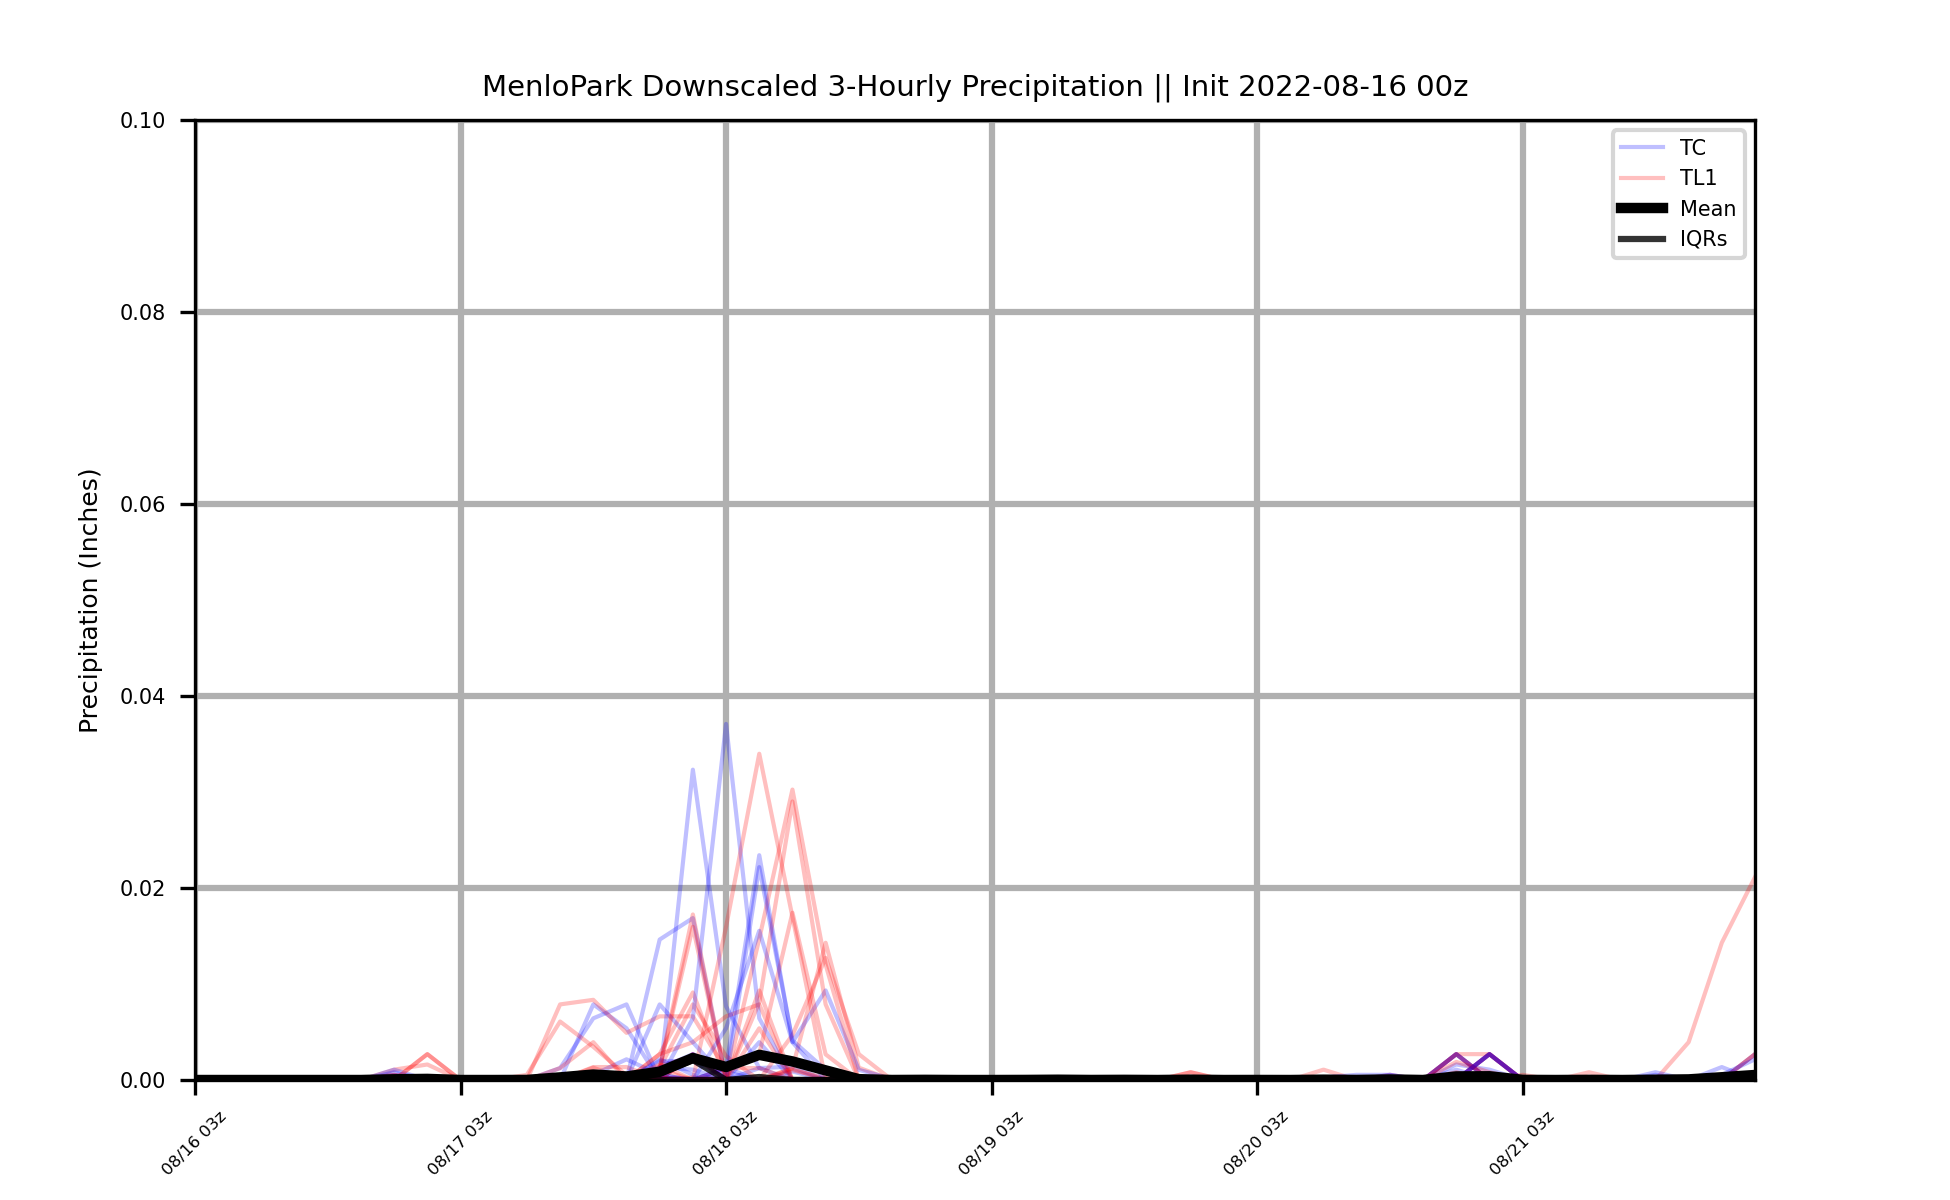 MenloPark Downscaled 3-Hourly Precipitation || Init 2022-08-16 00z
TC
TL1
Mean
IQRs
Precipitation (Inches)
0.10
0.08
0.06
0.04
0.02
0.00
08/16 03z
08/17 03z
08/18 03z
08/19 03z
08/20 03z
08/21 03z